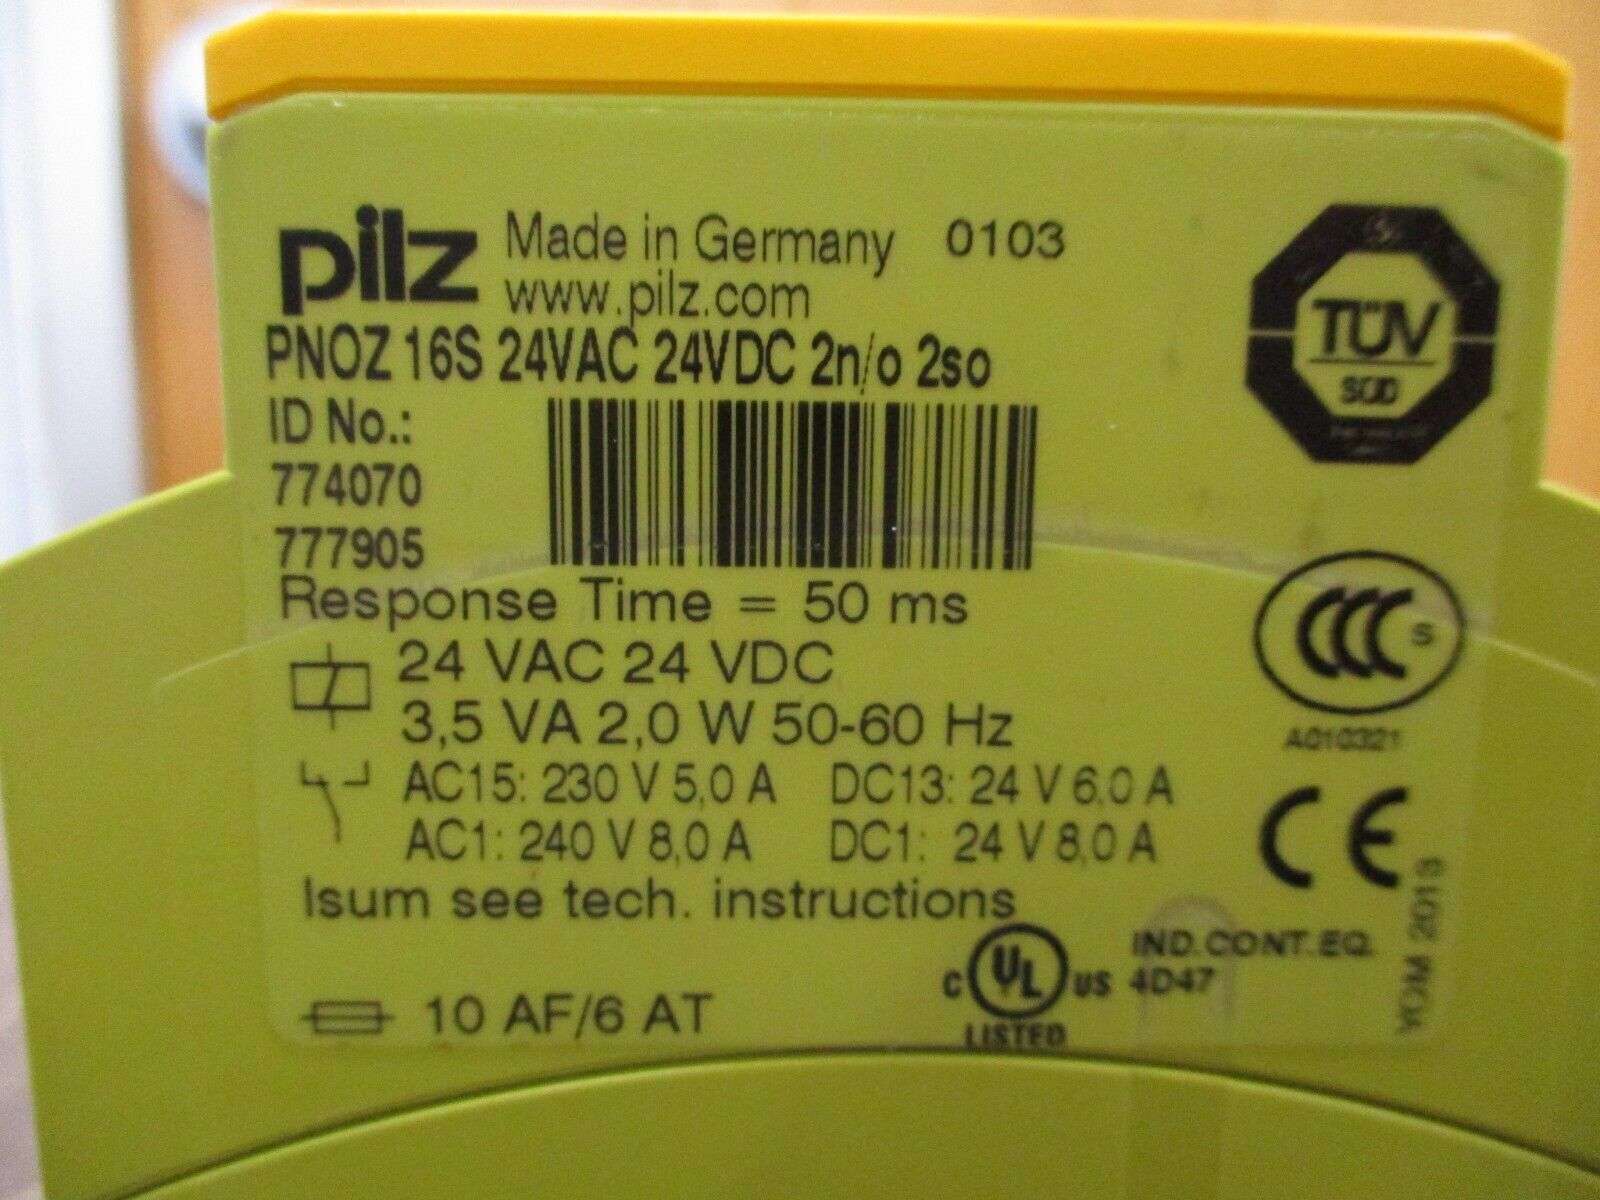 pilz Made in Germany 0103
www.pilz.com
PNOZ 16S 24VAC 24VDC 2n/o 2so
ID No.:
774070
777905
Response Time = 50 ms
24 VAC 24 VDC
3,5 VA 2,0 W 50-60 Hz
AC15: 230 V 5,0 A DC13: 24 V 6,0 A
AC1: 240 V 8,0 A DC1: 24 V 8,0 A
Isum see tech. instructions
10 AF/6 AT
TÜV
SÜD
CCC S
A010321
CE
YOM 2013
C UL US
LISTED
IND.CONT.EQ.
4D47